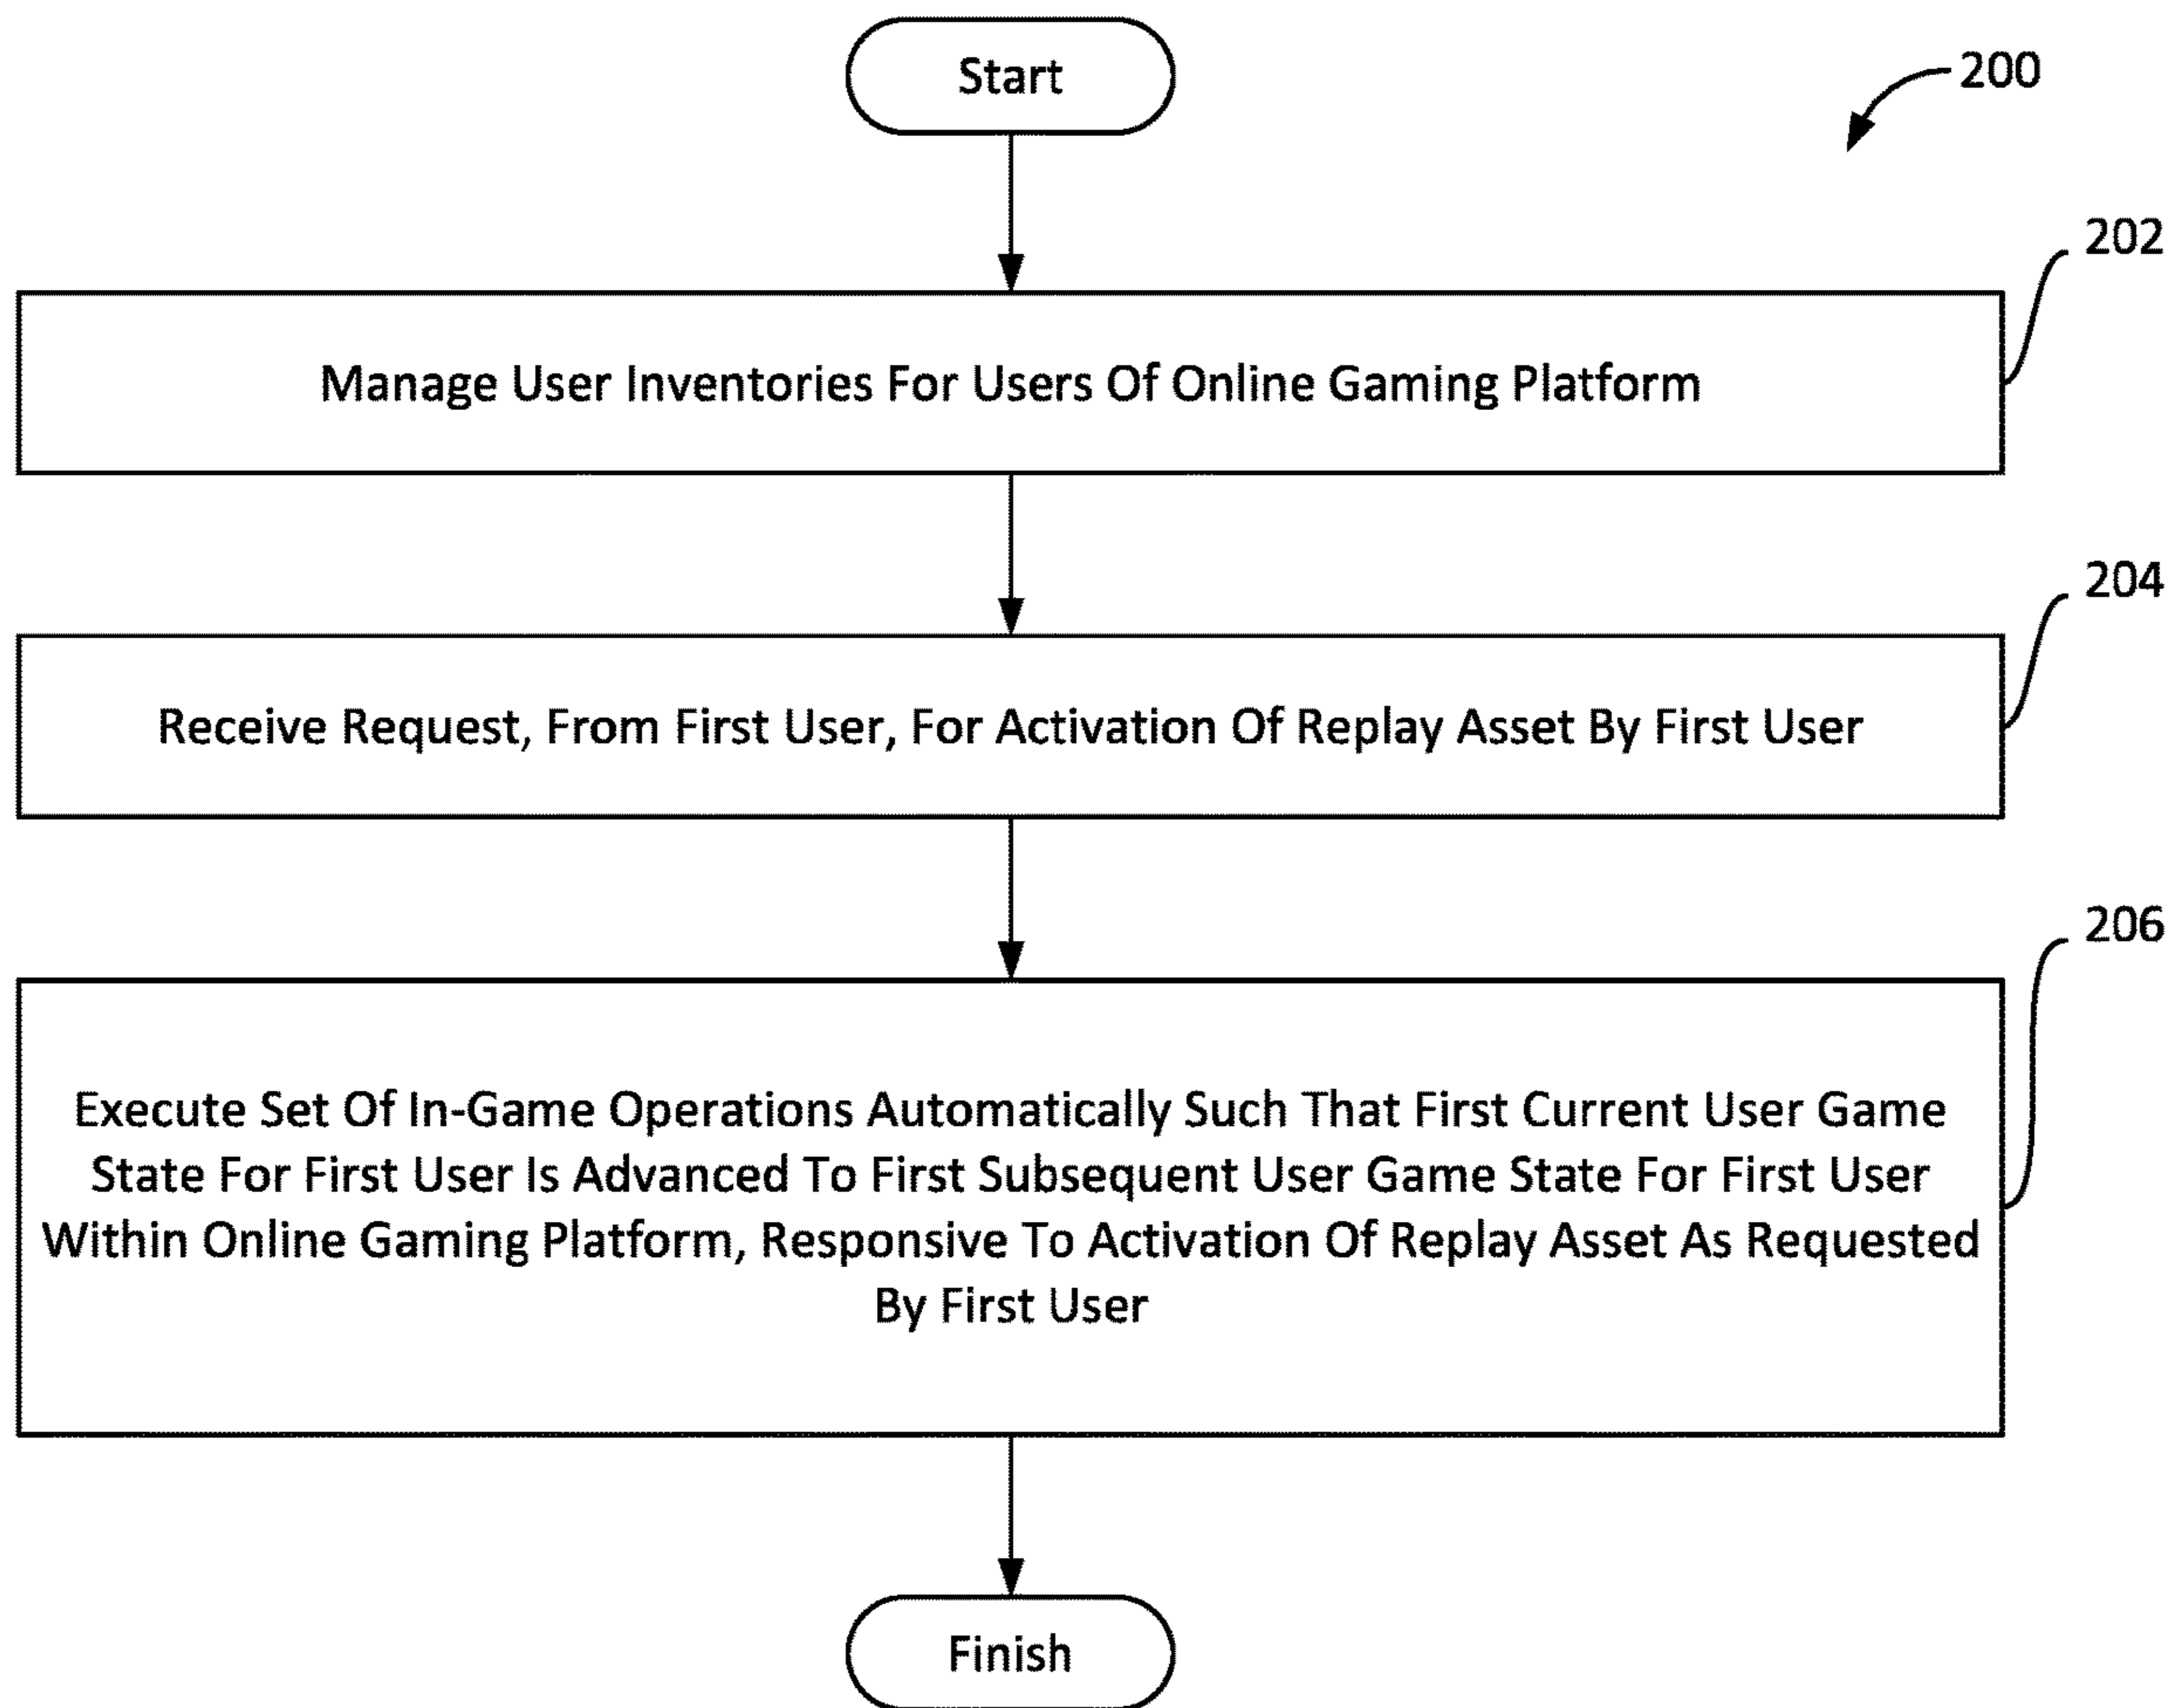 Start
200
202
Manage User Inventories For Users Of Online Gaming Platform
204
Receive Request, From First User, For Activation Of Replay Asset By First User
206
Execute Set Of In-Game Operations Automatically Such That First Current User Game
State For First User Is Advanced To First Subsequent User Game State For First User
Within Online Gaming Platform, Responsive To Activation Of Replay Asset As Requested
By First User
Finish